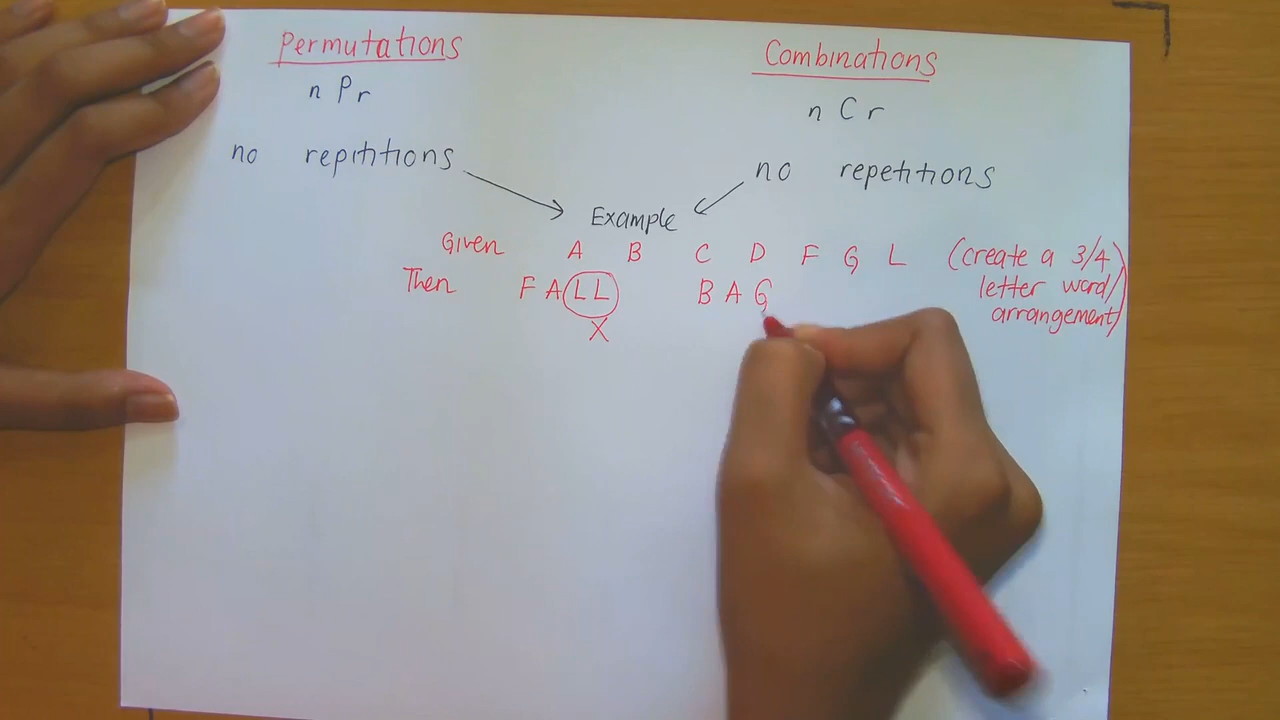 Permutations
Combinations
n P r
n C r
no repititions
no repetitions
Example
Given A B C D F G L (create a 3/4
Then F A L L B A G letter word/
X arrangement)